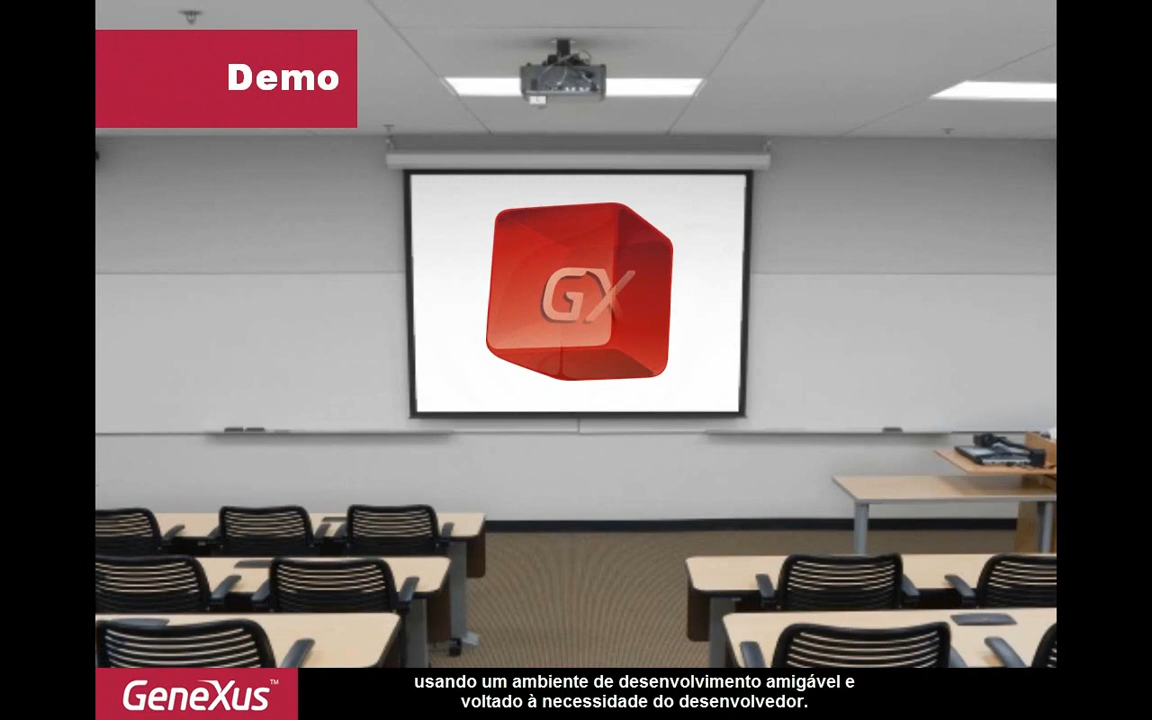 Demo
GX
GeneXus™
usando um ambiente de desenvolvimento amigável e
voltado à necessidade do desenvolvedor.